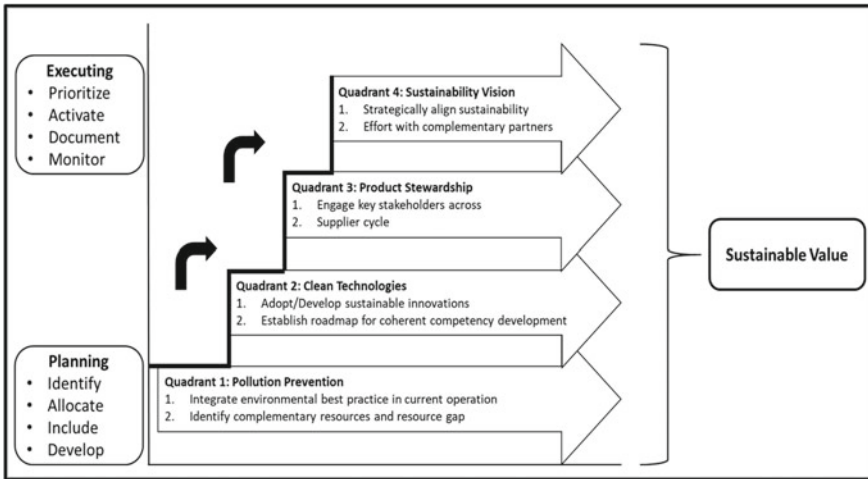 Executing
• Prioritize
• Activate
• Document
• Monitor
Quadrant 4: Sustainability Vision
1. Strategically align sustainability
2. Effort with complementary partners
Quadrant 3: Product Stewardship
1. Engage key stakeholders across
2. Supplier cycle
Sustainable Value
Quadrant 2: Clean Technologies
1. Adopt/Develop sustainable innovations
2. Establish roadmap for coherent competency development
Planning
• Identify
• Allocate
• Include
• Develop
Quadrant 1: Pollution Prevention
1. Integrate environmental best practice in current operation
2. Identify complementary resources and resource gap